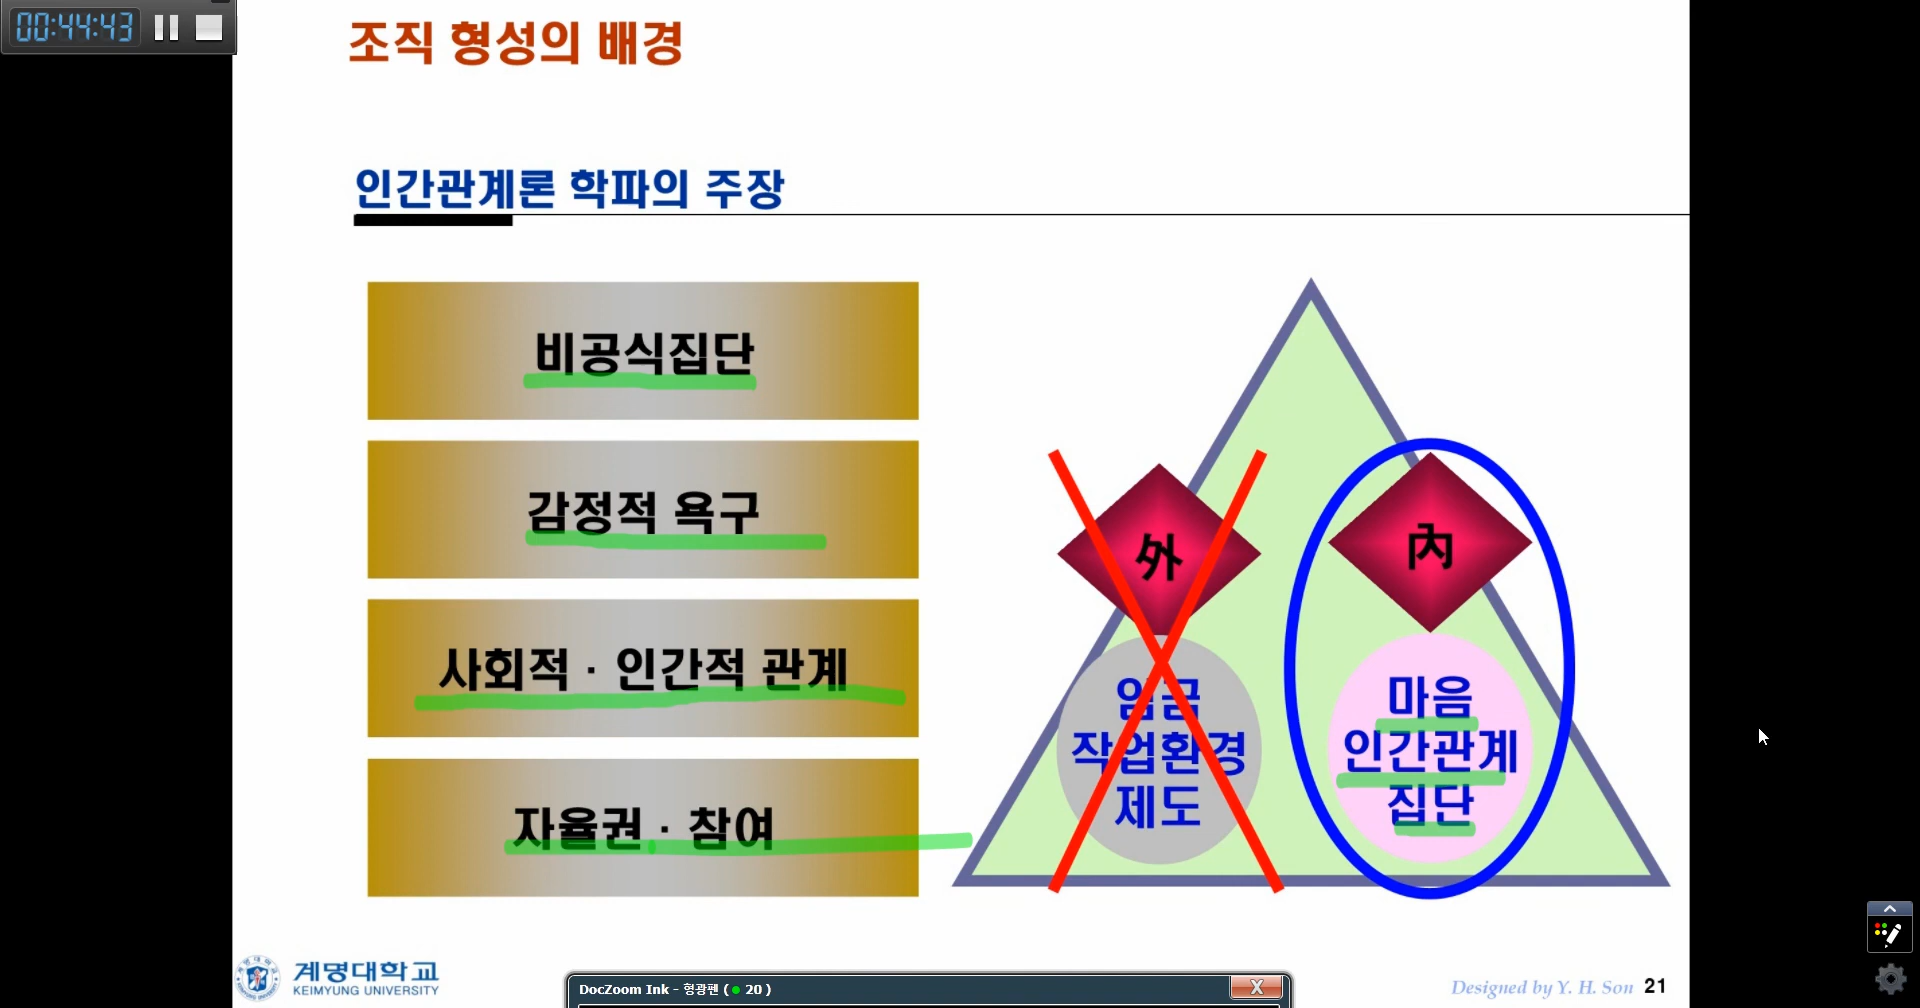 00:44:43
조직 형성의 배경
인간관계론 학파의 주장
비공식집단
감정적 욕구
사회적 · 인간적 관계
자율권 · 참여
外
임금
작업환경
제도
內
마음
인간관계
집단
계명대학교
KEIMYUNG UNIVERSITY
DocZoom Ink - 형광펜 ( 20 )
X
Designed by Y. H. Son 21